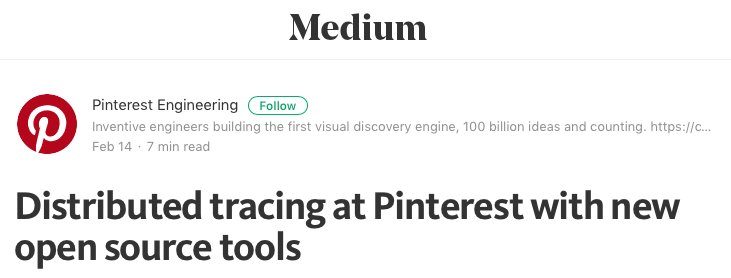 Medium
Pinterest Engineering Follow
Inventive engineers building the first visual discovery engine, 100 billion ideas and counting. https://c...
Feb 14 · 7 min read
Distributed tracing at Pinterest with new
open source tools